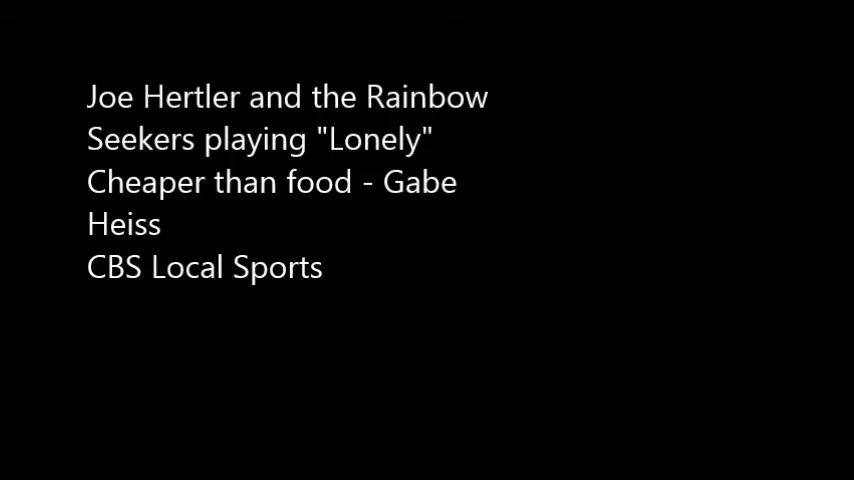 Joe Hertler and the Rainbow
Seekers playing "Lonely"
Cheaper than food - Gabe
Heiss
CBS Local Sports